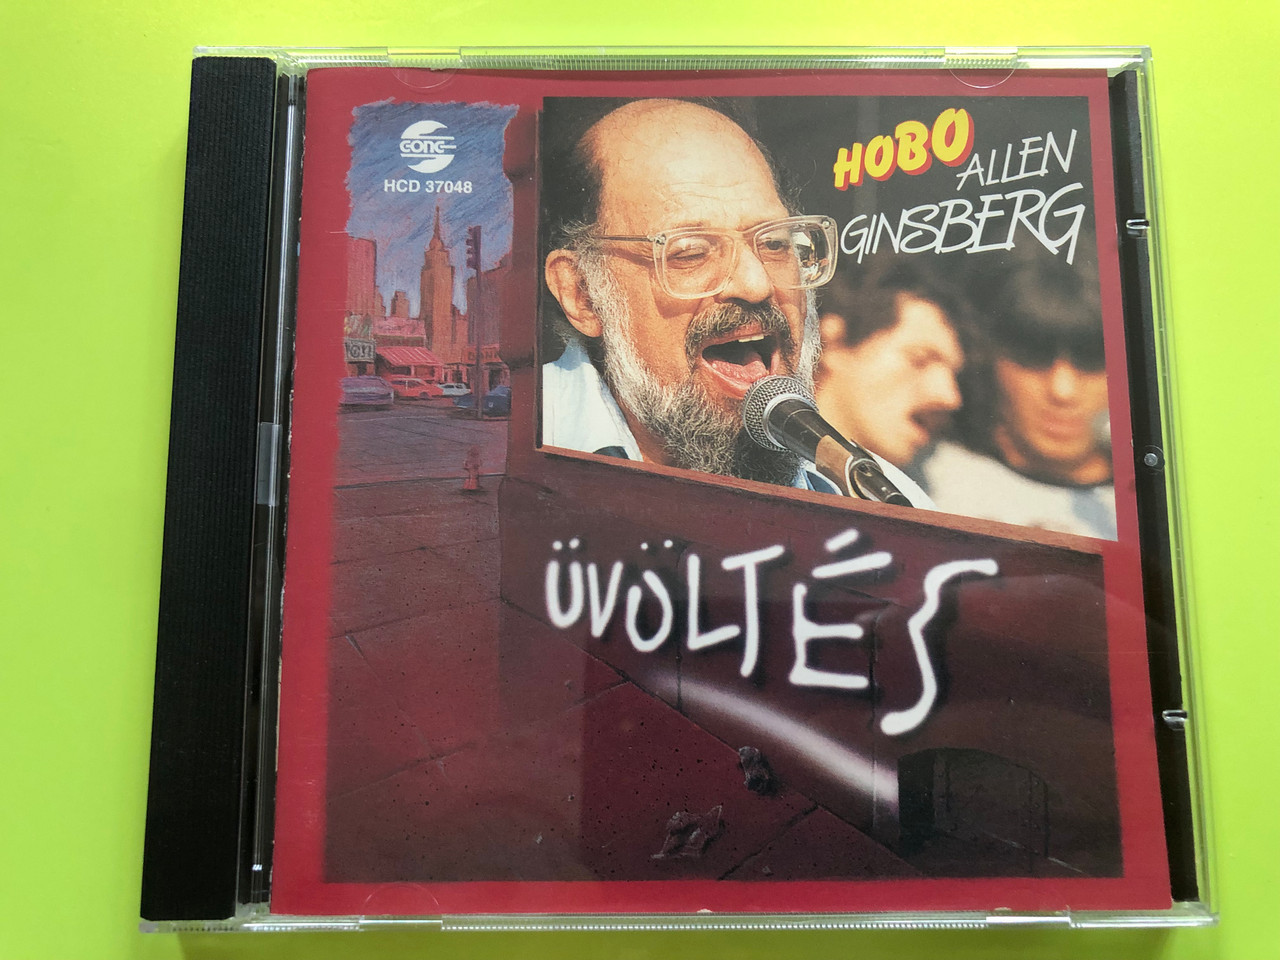 GONG
HCD 37048
HOBO
ALLEN
GINSBERG
ÜVÖLTÉS